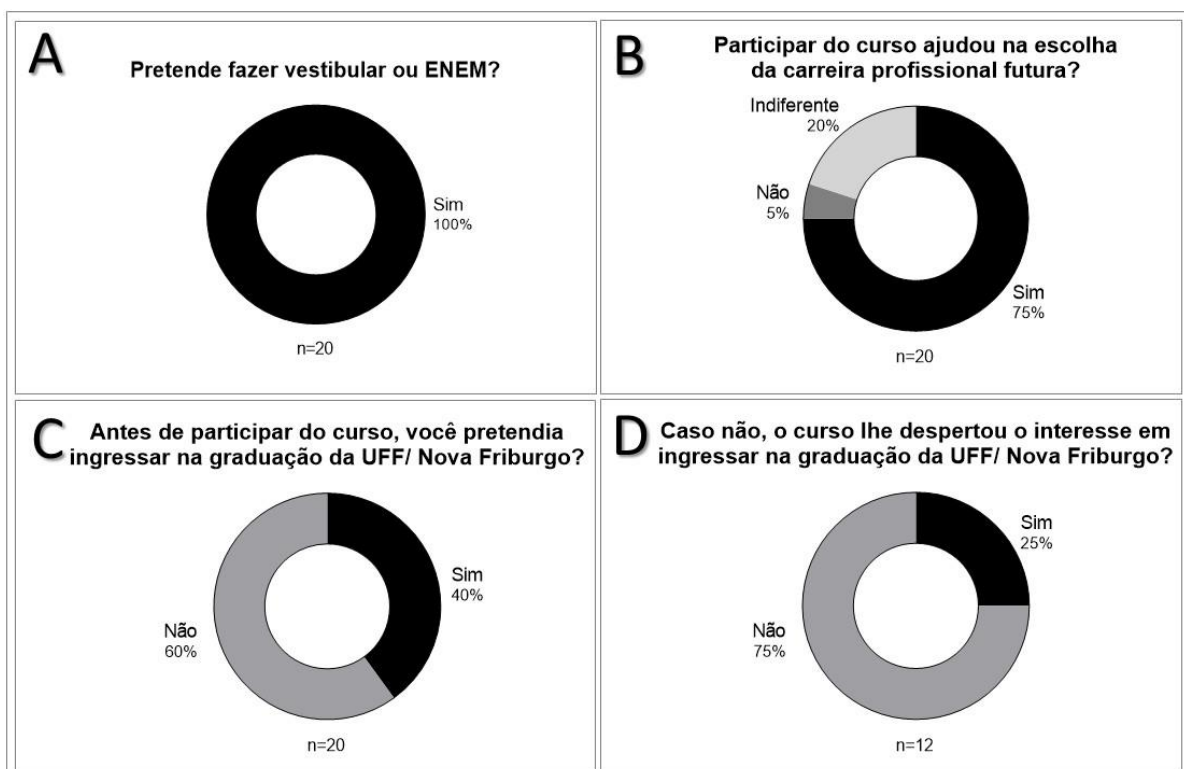 A
Pretende fazer vestibular ou ENEM?
Sim
100%
n=20
B
Participar do curso ajudou na escolha
da carreira profissional futura?
Indiferente
20%
Não
5%
Sim
75%
n=20
C
Antes de participar do curso, você pretendia
ingressar na graduação da UFF/ Nova Friburgo?
Sim
40%
Não
60%
n=20
D
Caso não, o curso lhe despertou o interesse em
ingressar na graduação da UFF/ Nova Friburgo?
Sim
25%
Não
75%
n=12